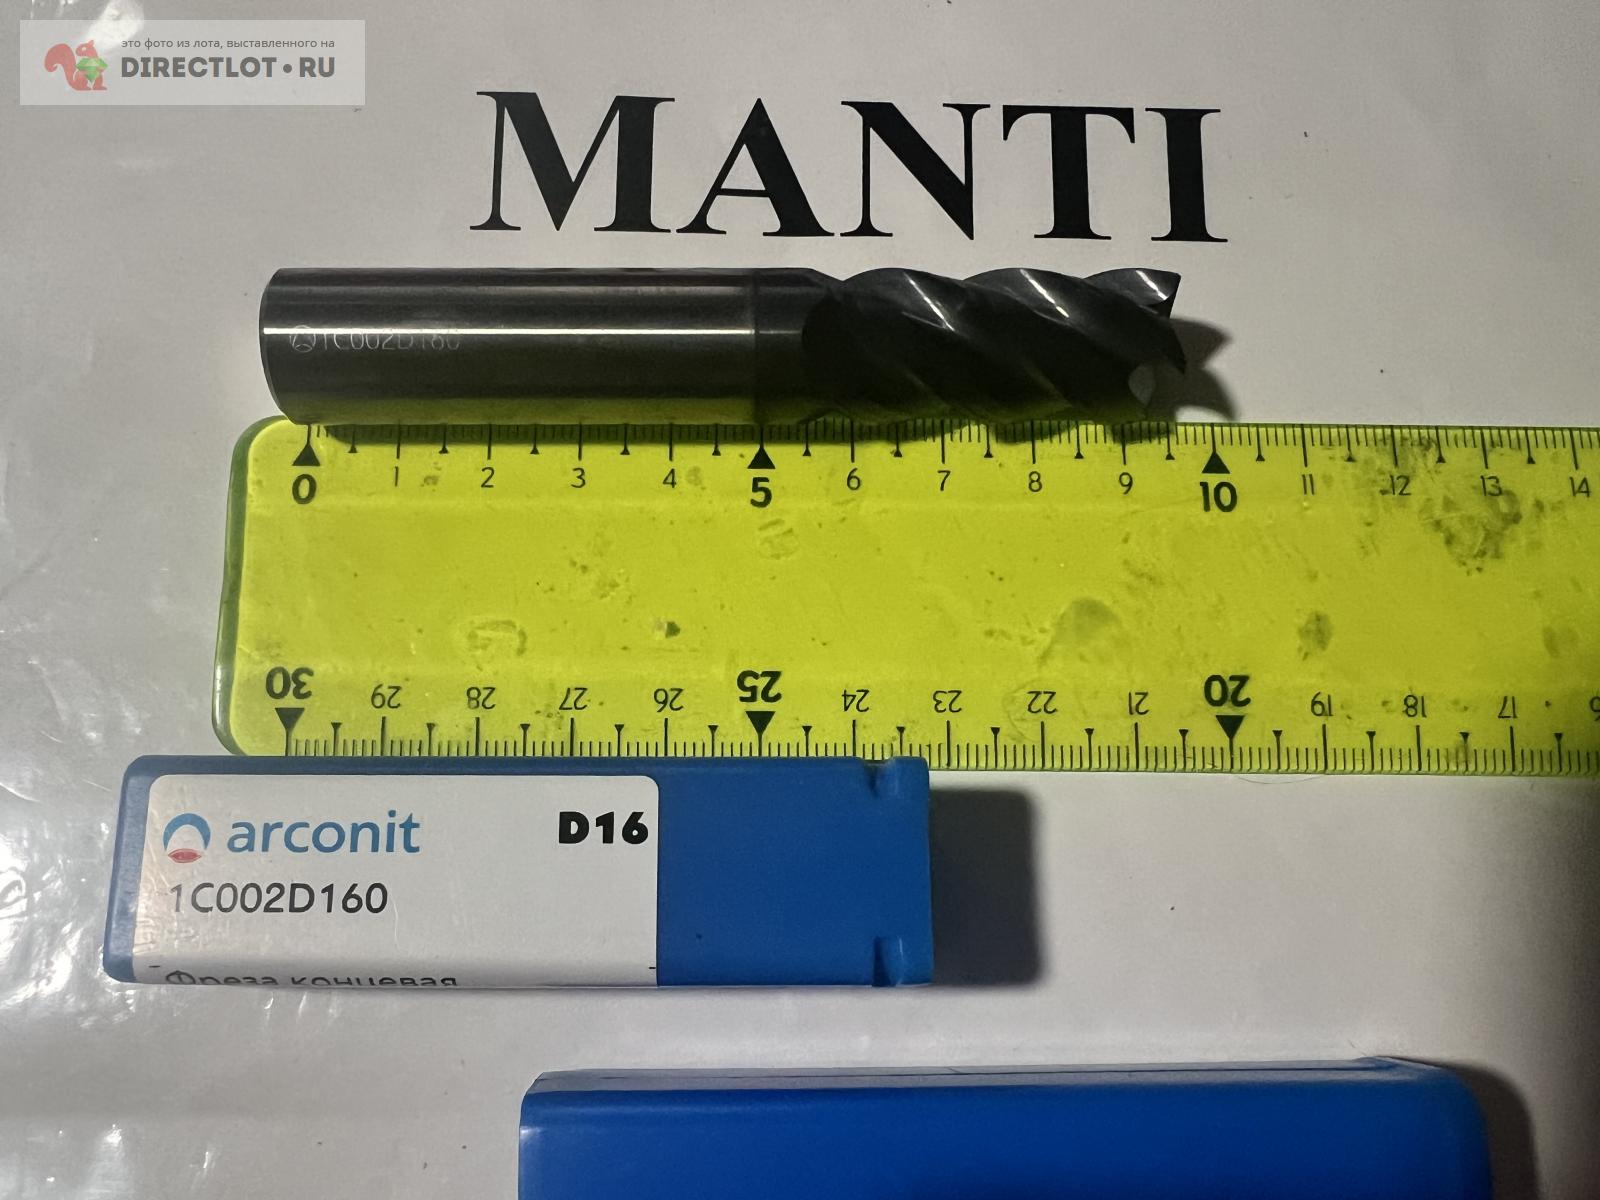 это фото из лота, выставленного на
DIRECTLOT•RU
MANTI
1C002D160
0 1 2 3 4 5 6 7 8 9 10 11 12 13 14
30 29 28 27 26 25 24 23 22 21 20 19 18 17
arconit D16
1C002D160
Фреза концевая